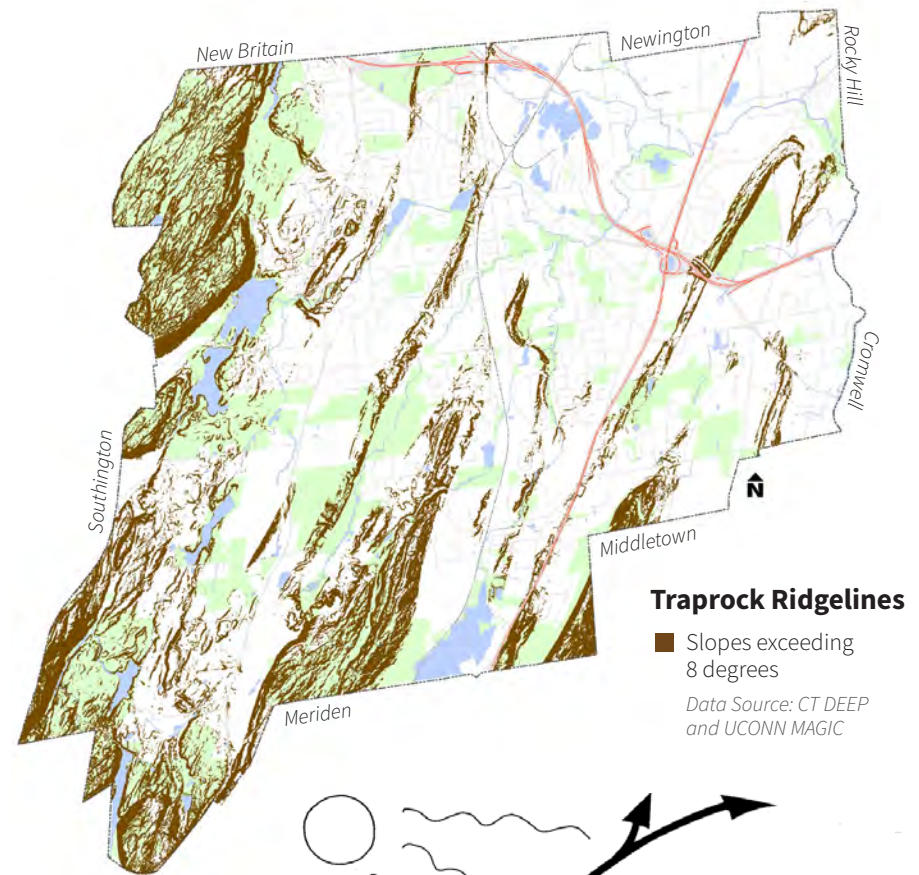 New Britain
Newington
Rocky Hill
Cromwell
Southington
N
Middletown
Meriden
Traprock Ridgelines
Slopes exceeding
8 degrees
Data Source: CT DEEP
and UCONN MAGIC